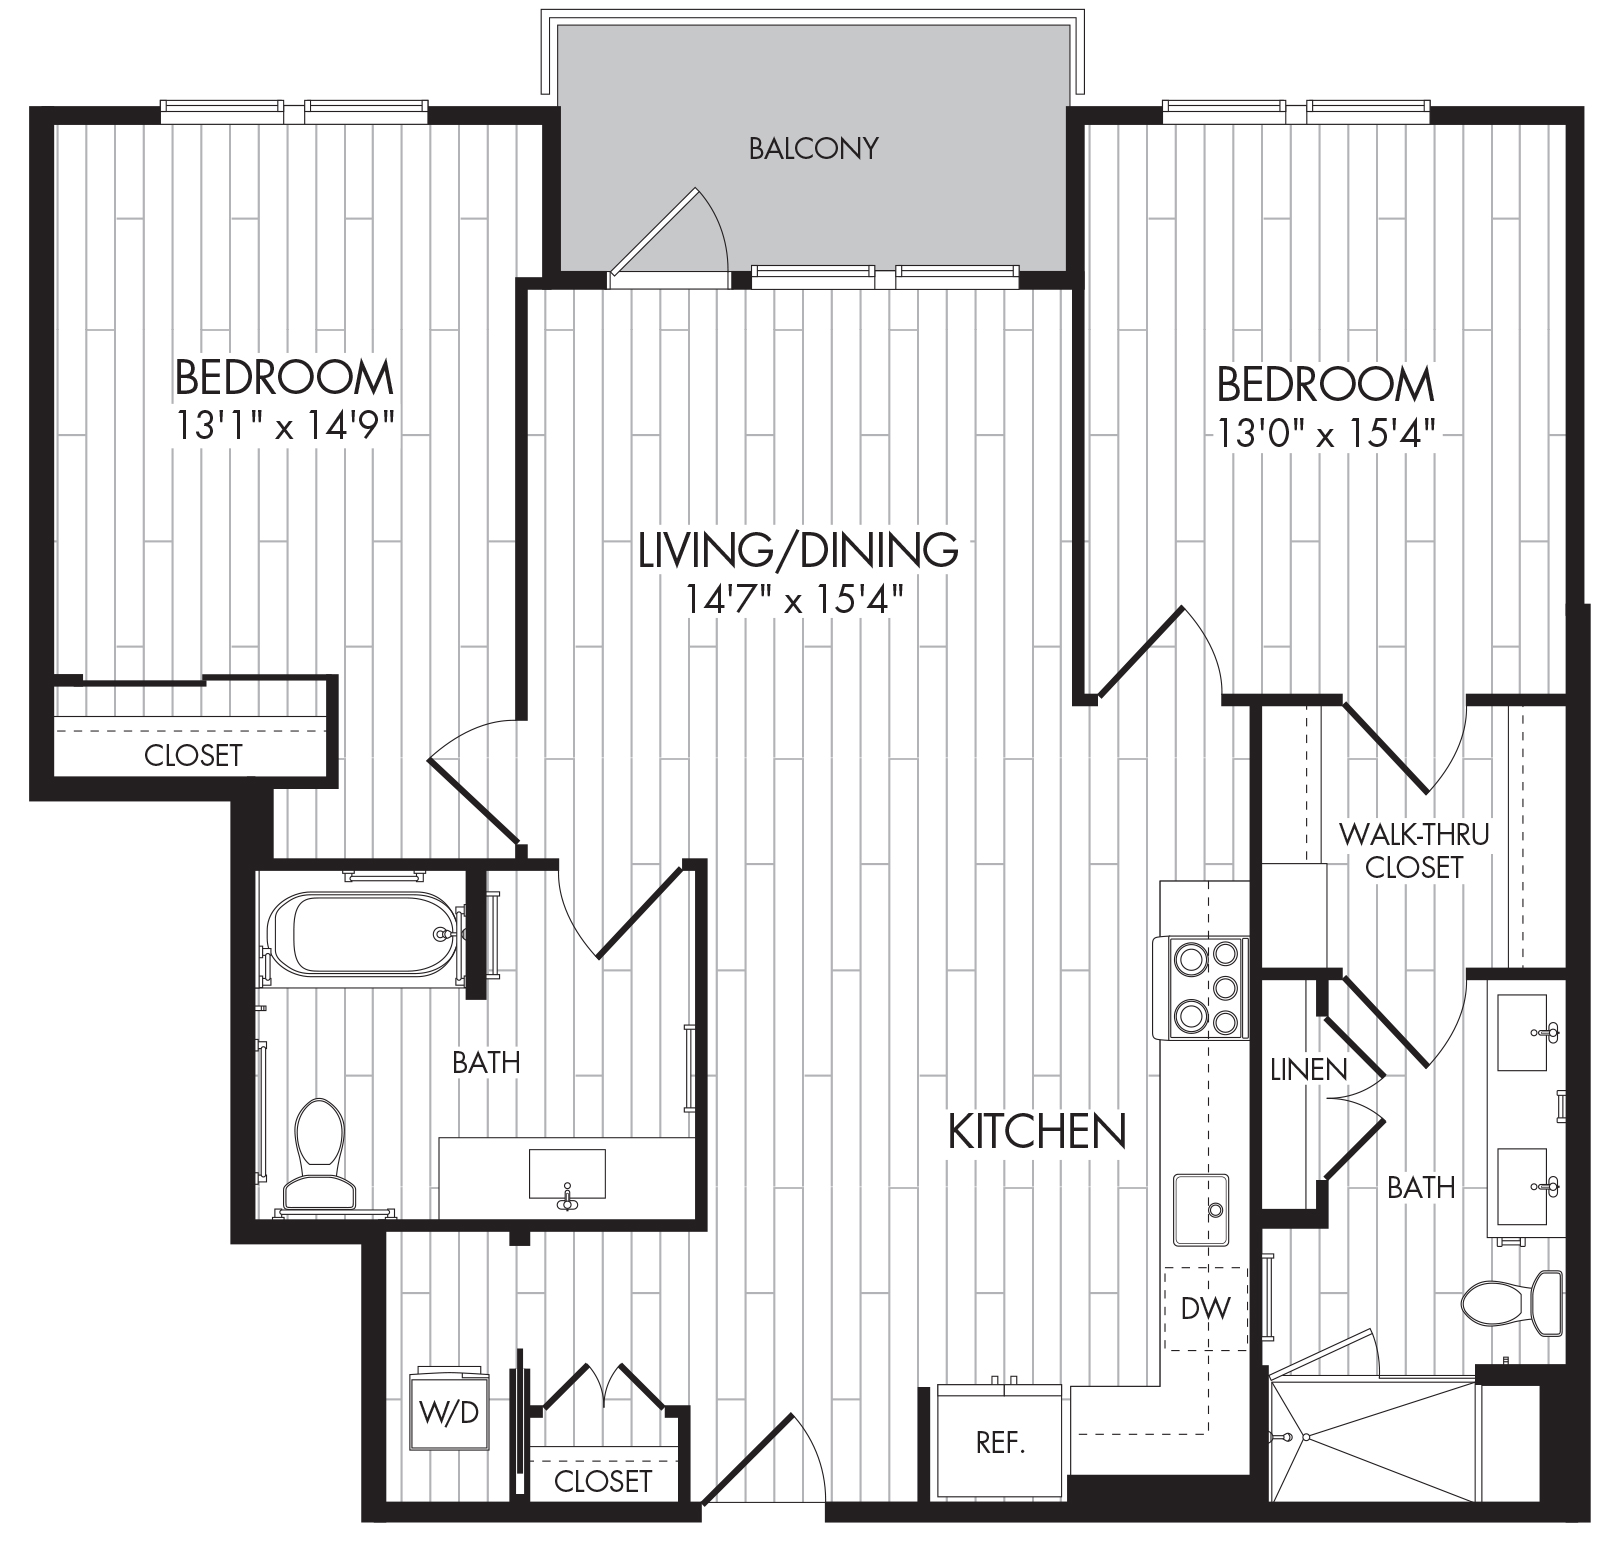 BALCONY
BEDROOM
13'1" x 14'9"
BEDROOM
13'0" x 15'4"
LIVING/DINING
14'7" x 15'4"
CLOSET
WALK-THRU
CLOSET
BATH
LINEN
KITCHEN
BATH
DW
W/D
REF.
CLOSET